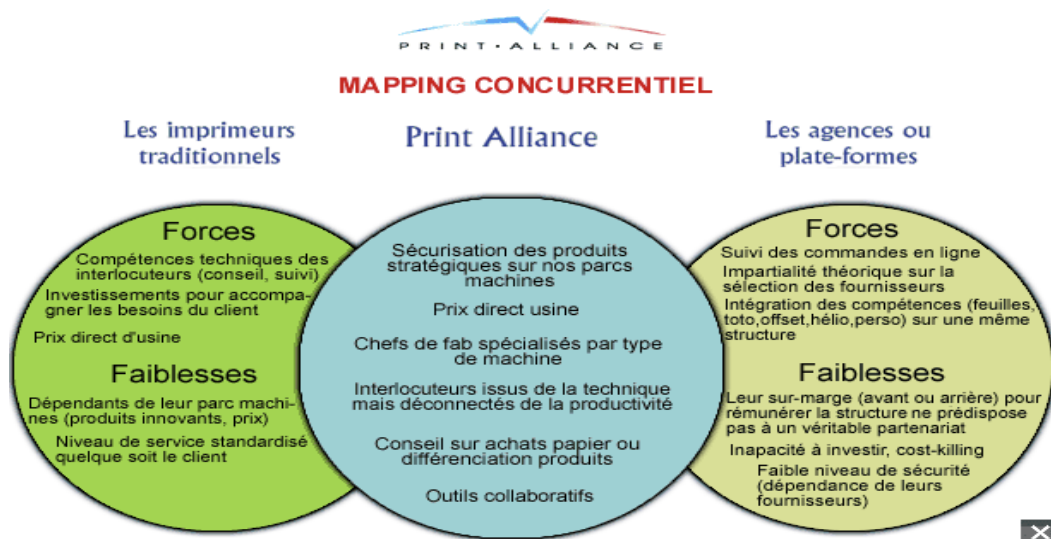 PRINT·ALLIANCE
MAPPING CONCURRENTIEL
Les imprimeurs
traditionnels
Forces
Compétences techniques des
interlocuteurs (conseil, suivi)
Investissements pour accompa-
gner les besoins du client
Prix direct d'usine
Faiblesses
Dépendants de leur parc machi-
nes (produits innovants, prix)
Niveau de service standardisé
quelque soit le client
Print Alliance
Sécurisation des produits
stratégiques sur nos parcs
machines
Prix direct usine
Chefs de fab spécialisés par type
de machine
Interlocuteurs issus de la technique
mais déconnectés de la productivité
Conseil sur achats papier ou
différenciation produits
Outils collaboratifs
Les agences ou
plate-formes
Forces
Suivi des commandes en ligne
Impartialité théorique sur la
sélection des fournisseurs
Intégration des compétences (feuilles,
toto,offset,hélio,perso) sur une même
structure
Faiblesses
Leur sur-marge (avant ou arrière) pour
rémunérer la structure ne prédispose
pas à un véritable partenariat
Inapacité à investir, cost-killing
Faible niveau de sécurité
(dépendance de leurs
fournisseurs)